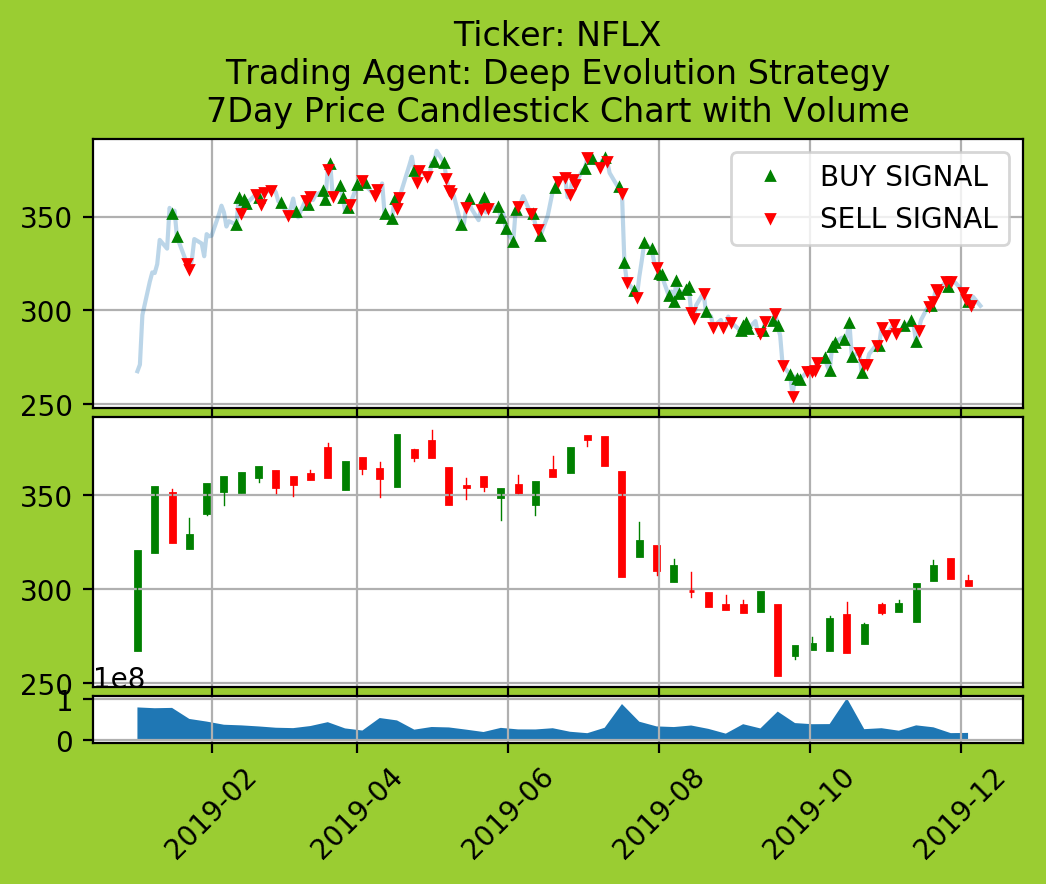 Ticker: NFLX
Trading Agent: Deep Evolution Strategy
7Day Price Candlestick Chart with Volume
BUY SIGNAL
SELL SIGNAL
350
300
250
350
300
250
1e8
1
0
2019-02
2019-04
2019-06
2019-08
2019-10
2019-12